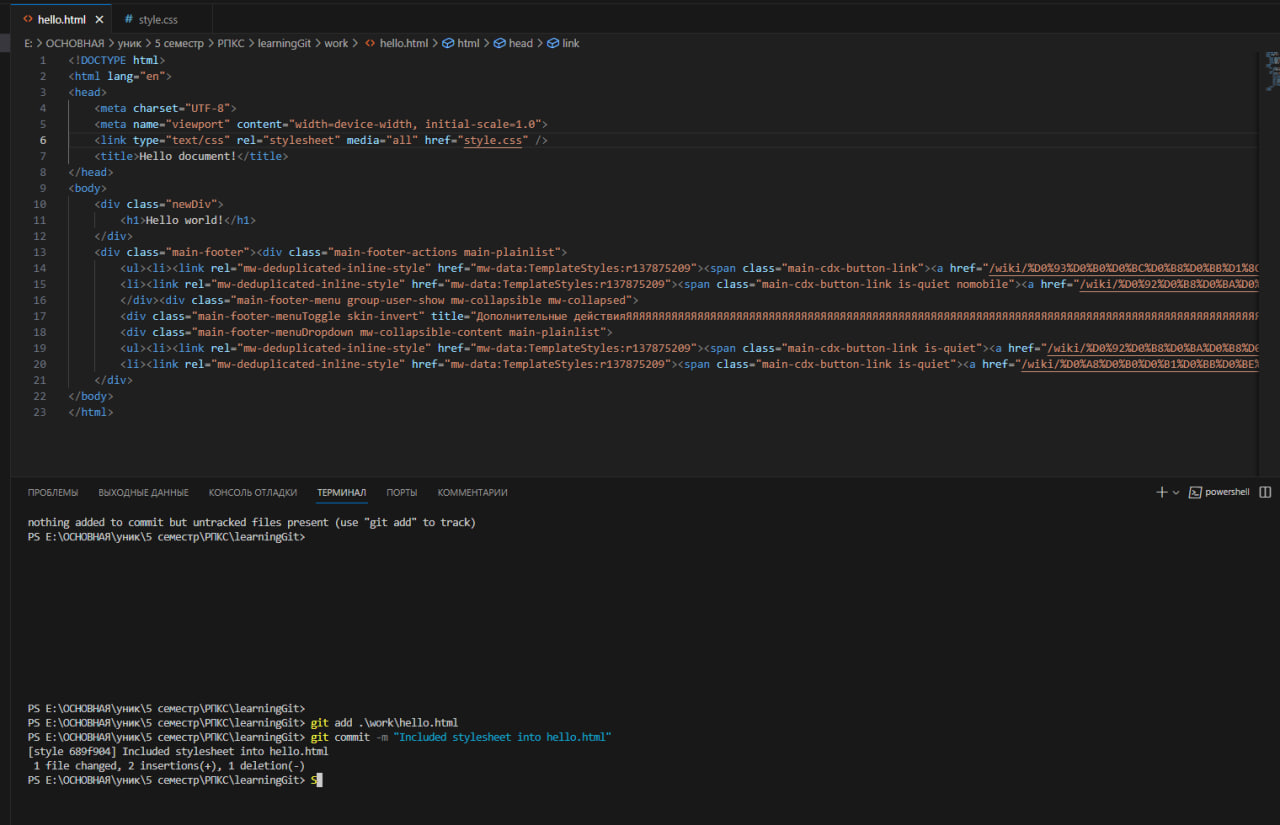 hello.html
style.css
E: > ОСНОВНАЯ > уник > 5 семестр > РПКС > learningGit > work > hello.html > html > head > link
1 <!DOCTYPE html>
2 <html lang="en">
3 <head>
4 <meta charset="UTF-8">
5 <meta name="viewport" content="width=device-width, initial-scale=1.0">
6 <link type="text/css" rel="stylesheet" media="all" href="style.css" />
7 <title>Hello document!</title>
8 </head>
9 <body>
10 <div class="newDiv">
11 <h1>Hello world!</h1>
12 </div>
13 <div class="main-footer"><div class="main-footer-actions main-plainlist">
14 <ul><li><link rel="mw-deduplicated-inline-style" href="mw-data:TemplateStyles:r137875209"><span class="main-cdx-button-link"><a href="/wiki/%D0%93%D0%B0%D0%BC%D0%B8%D0%BB%D1%8C
15 <li><link rel="mw-deduplicated-inline-style" href="mw-data:TemplateStyles:r137875209"><span class="main-cdx-button-link is-quiet nomobile"><a href="/wiki/%D0%92%D0%B8%D0%BA%D0%
16 </div><div class="main-footer-menu group-user-show mw-collapsible mw-collapsed">
17 <div class="main-footer-menuToggle skin-invert" title="Дополнительные
18 <div class="main-footer-menuDropdown mw-collapsible-content main-plainlist">
19 <ul><li><link rel="mw-deduplicated-inline-style" href="mw-data:TemplateStyles:r137875209"><span class="main-cdx-button-link is-quiet"><a href="/wiki/%D0%92%D0%B8%D0%BA%D0%B8%D0
20 <li><link rel="mw-deduplicated-inline-style" href="mw-data:TemplateStyles:r137875209"><span class="main-cdx-button-link is-quiet"><a href="/wiki/%D0%A8%D0%B0%D0%B1%D0%BB%D0%BE%
21 </div>
22 </body>
23 </html>
ПРОБЛЕМЫ ВЫХОДНЫЕ ДАННЫЕ КОНСОЛЬ ОТЛАДКИ ТЕРМИНАЛ ПОРТЫ КОММЕНТАРИИ
powershell
nothing added to commit but untracked files present (use "git add" to track)
PS E:\ОСНОВНАЯ\уник\5 семестр\РПКС\learningGit>
PS E:\ОСНОВНАЯ\уник\5 семестр\РПКС\learningGit>
PS E:\ОСНОВНАЯ\уник\5 семестр\РПКС\learningGit> git add .\work\hello.html
PS E:\ОСНОВНАЯ\уник\5 семестр\РПКС\learningGit> git commit -m "Included stylesheet into hello.html"
[style 689f904] Included stylesheet into hello.html
1 file changed, 2 insertions(+), 1 deletion(-)
PS E:\ОСНОВНАЯ\уник\5 семестр\РПКС\learningGit> S